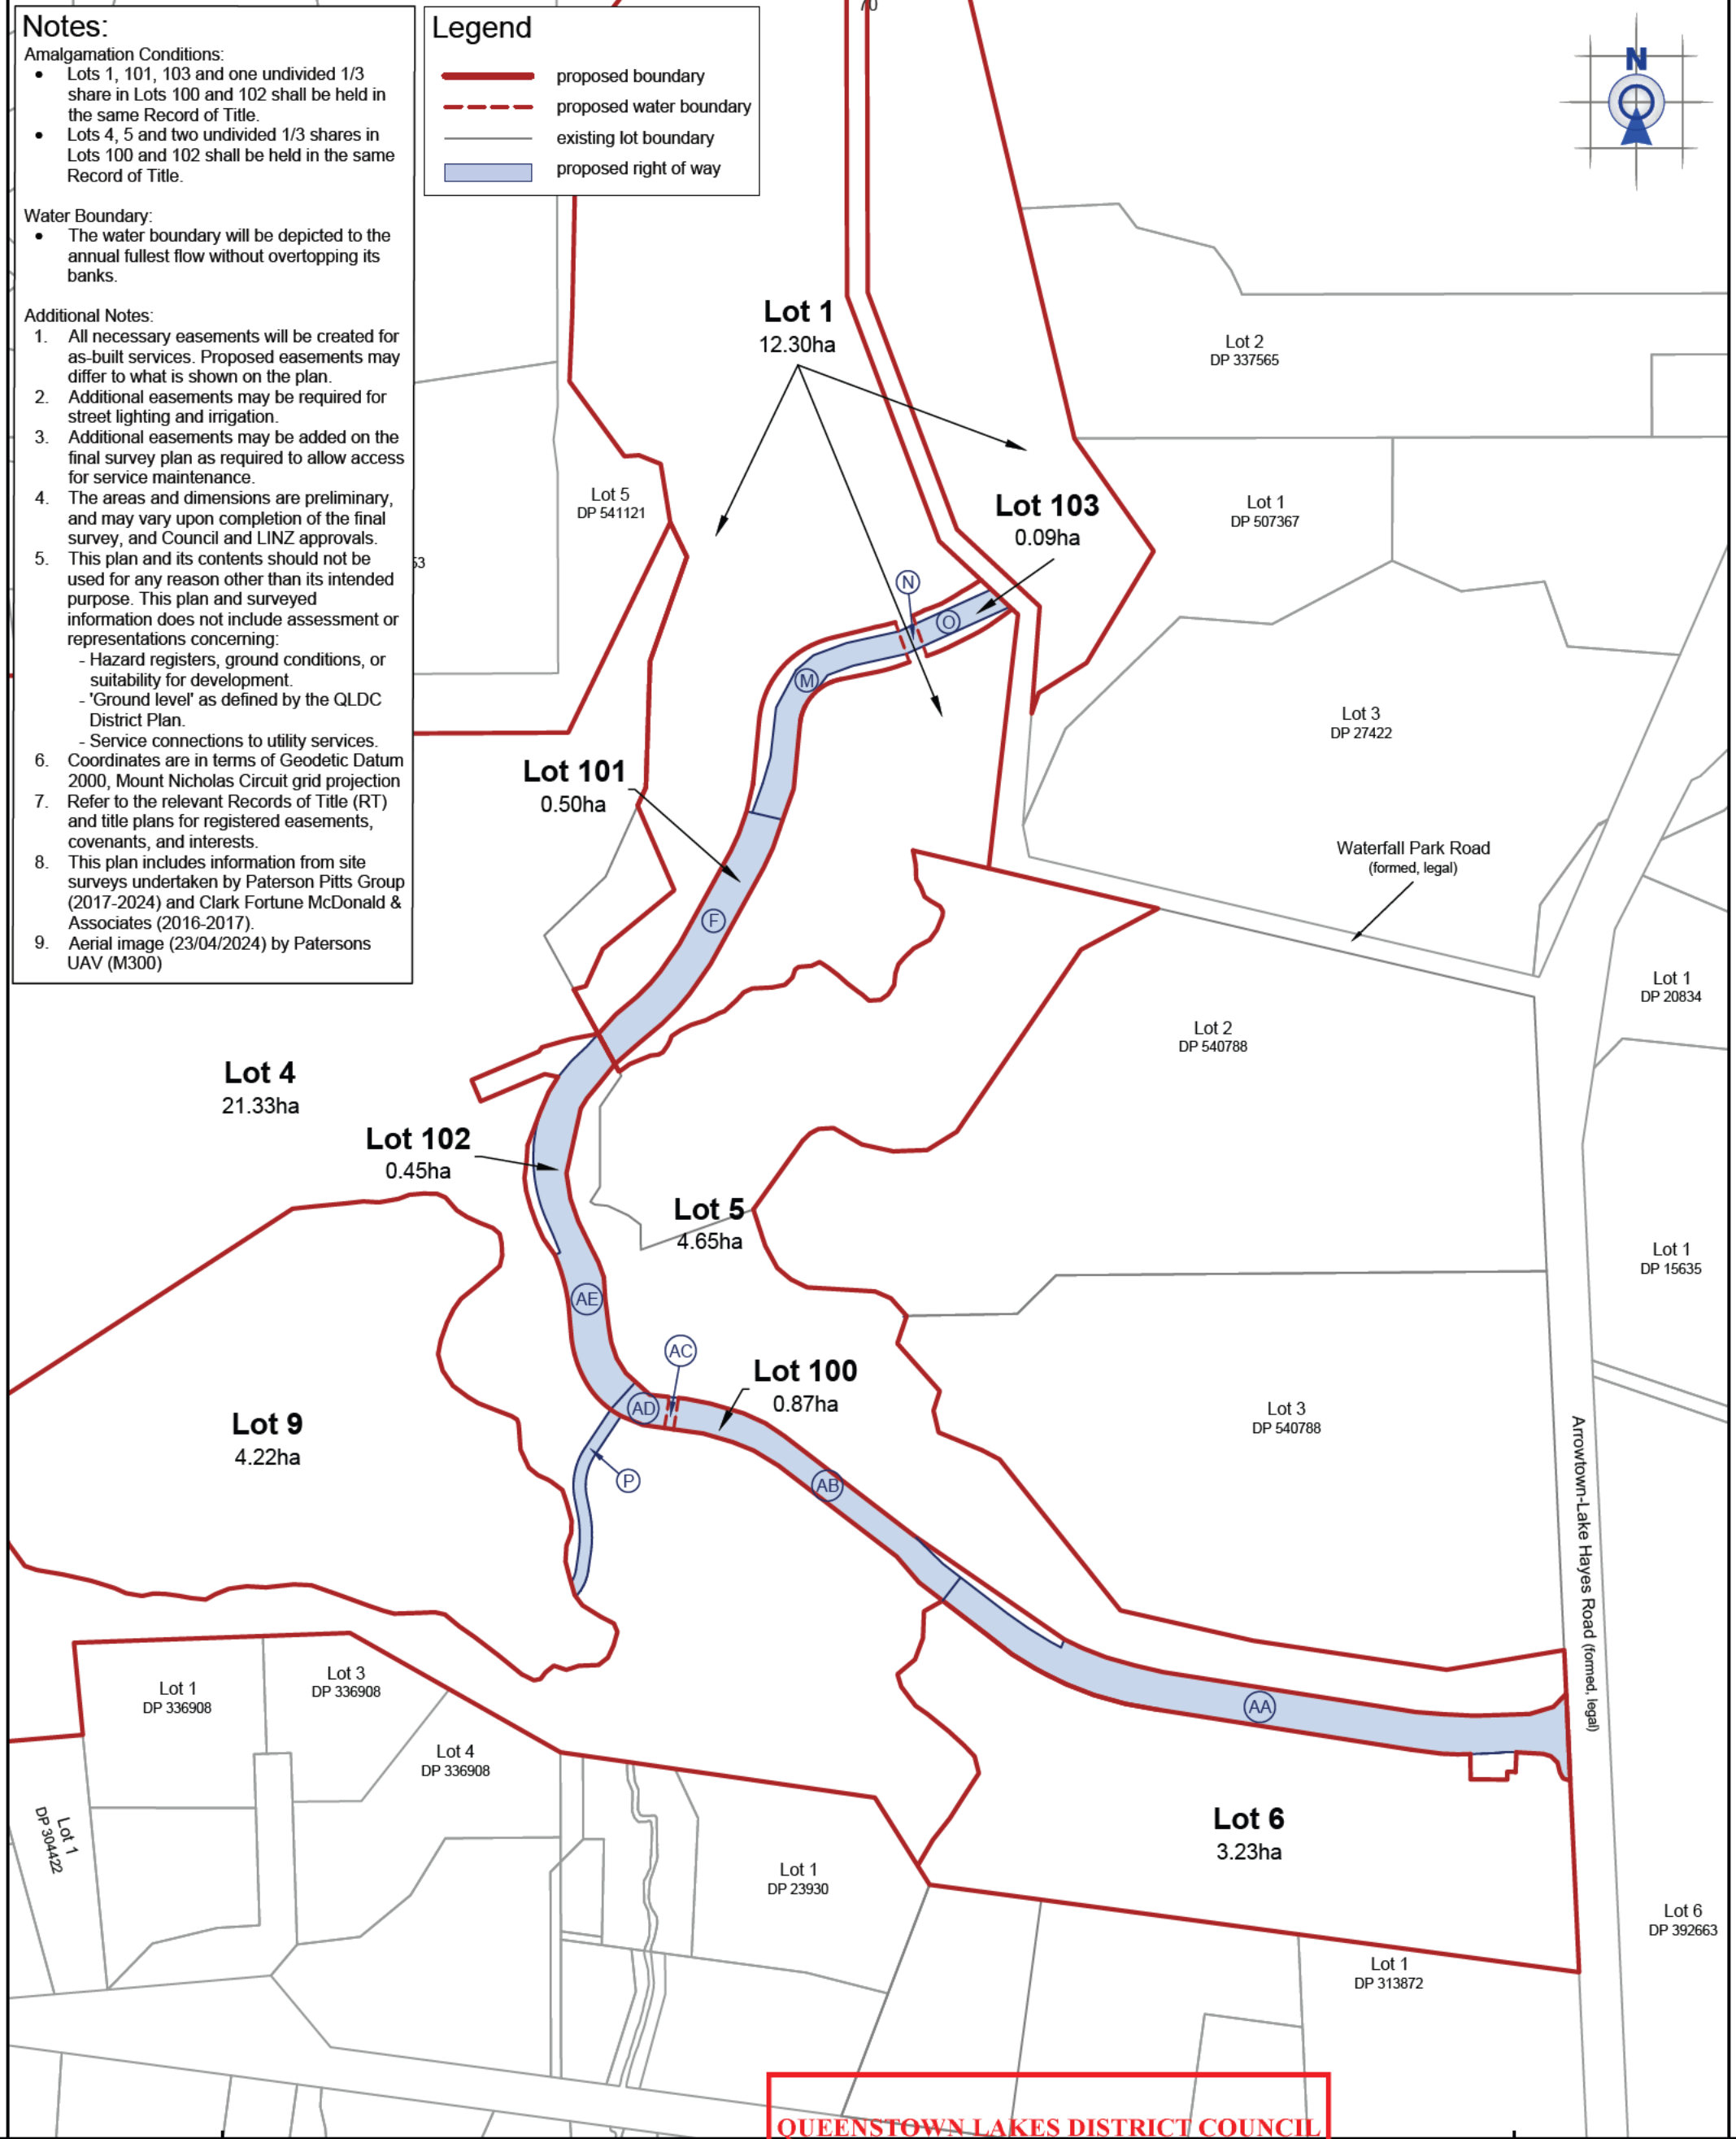 Notes:
Amalgamation Conditions:
• Lots 1, 101, 103 and one undivided 1/3
share in Lots 100 and 102 shall be held in
the same Record of Title.
• Lots 4, 5 and two undivided 1/3 shares in
Lots 100 and 102 shall be held in the same
Record of Title.
Water Boundary:
• The water boundary will be depicted to the
annual fullest flow without overtopping its
banks.
Additional Notes:
1. All necessary easements will be created for
as-built services. Proposed easements may
differ to what is shown on the plan.
2. Additional easements may be required for
street lighting and irrigation.
3. Additional easements may be added on the
final survey plan as required to allow access
for service maintenance.
4. The areas and dimensions are preliminary,
and may vary upon completion of the final
survey, and Council and LINZ approvals.
5. This plan and its contents should not be
used for any reason other than its intended
purpose. This plan and surveyed
information does not include assessment or
representations concerning:
- Hazard registers, ground conditions, or
suitability for development.
- 'Ground level' as defined by the QLDC
District Plan.
- Service connections to utility services.
6. Coordinates are in terms of Geodetic Datum
2000, Mount Nicholas Circuit grid projection
7. Refer to the relevant Records of Title (RT)
and title plans for registered easements,
covenants, and interests.
8. This plan includes information from site
surveys undertaken by Paterson Pitts Group
(2017-2024) and Clark Fortune McDonald &
Associates (2016-2017).
9. Aerial image (23/04/2024) by Patersons
UAV (M300)
Legend
proposed boundary
proposed water boundary
existing lot boundary
proposed right of way
70
N
Lot 1
12.30ha
Lot 2
DP 337565
Lot 5
DP 541121
53
Lot 103
0.09ha
Lot 1
DP 507367
N
O
M
Lot 3
DP 27422
Lot 101
0.50ha
Waterfall Park Road
(formed, legal)
F
Lot 1
DP 20834
Lot 2
DP 540788
Lot 4
21.33ha
Lot 102
0.45ha
Lot 5
4.65ha
Lot 1
DP 15635
AE
AC
Lot 100
0.87ha
AD
Lot 9
4.22ha
Lot 3
DP 540788
P
AB
Arrowtown-Lake Hayes Road (formed, legal)
Lot 1
DP 336908
Lot 3
DP 336908
AA
Lot 4
DP 336908
Lot 1
DP 304422
Lot 6
3.23ha
Lot 1
DP 23930
Lot 6
DP 392663
Lot 1
DP 313872
QUEENSTOWN LAKES DISTRICT COUNCIL